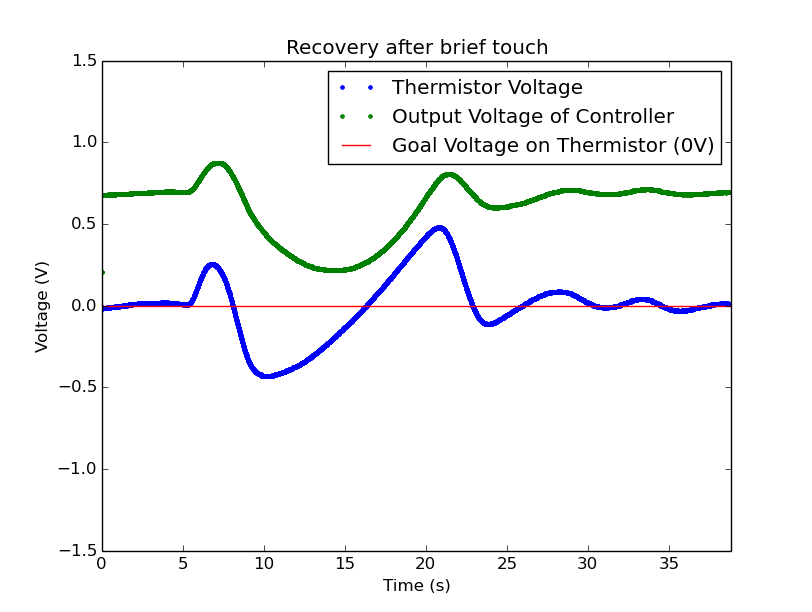 Recovery after brief touch
Thermistor Voltage
Output Voltage of Controller
Goal Voltage on Thermistor (0V)
1.5
1.0
0.5
0.0
−0.5
−1.0
−1.5
Voltage (V)
0 5 10 15 20 25 30 35
Time (s)